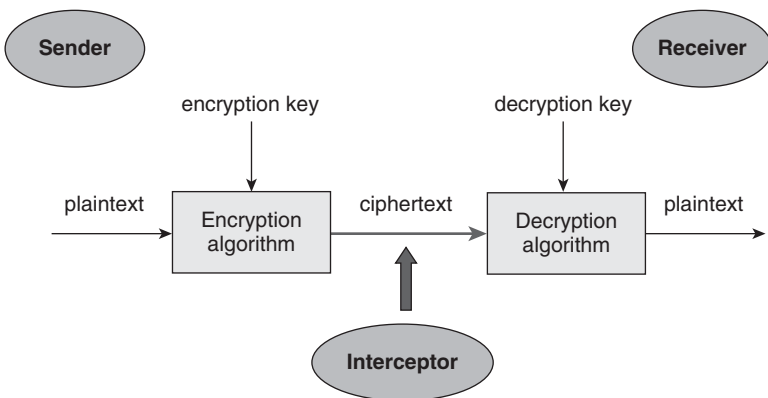 Sender
Receiver
encryption key
decryption key
plaintext
Encryption
algorithm
ciphertext
Decryption
algorithm
plaintext
Interceptor